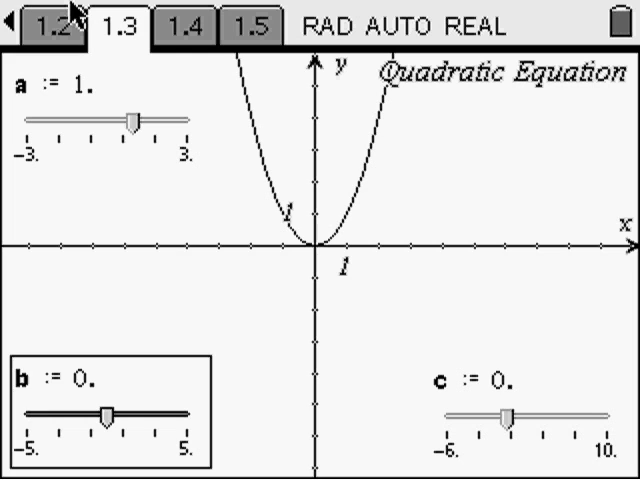 1.2 1.3 1.4 1.5 RAD AUTO REAL
a := 1.
-3. 3.
y
Quadratic Equation
1
x
1
b := 0.
-5. 5.
c := 0.
-6. 10.